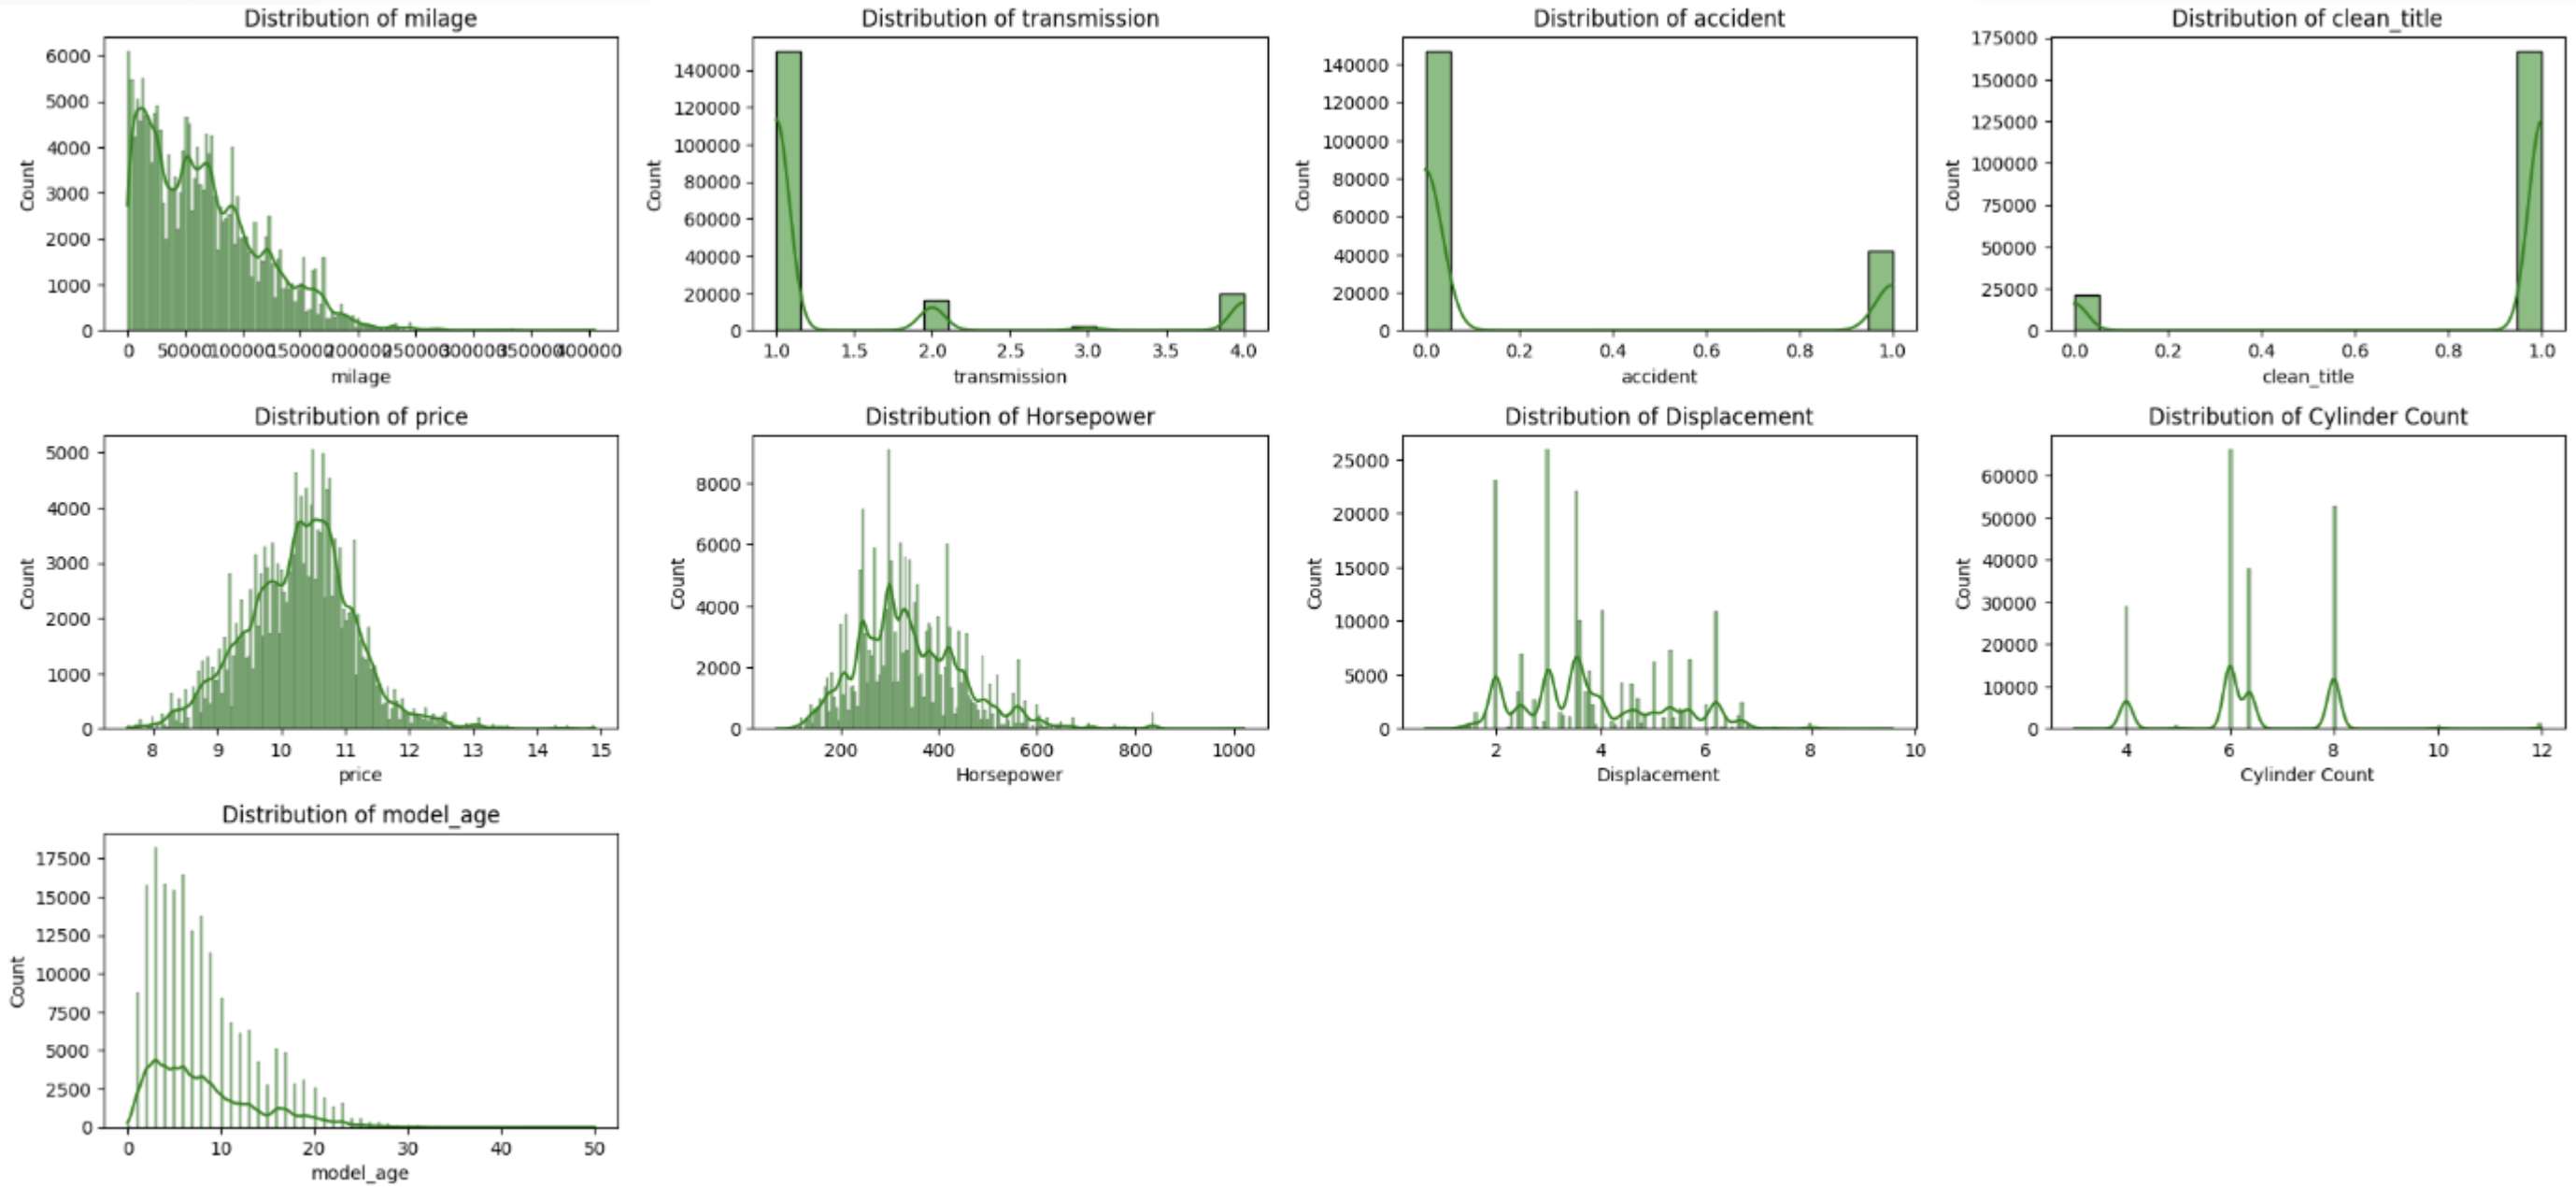 Distribution of milage
Count
6000
5000
4000
3000
2000
1000
0
0 50000 100000 150000 200000 250000 300000 350000 400000
milage
Distribution of transmission
Count
140000
120000
100000
80000
60000
40000
20000
0
1.0 1.5 2.0 2.5 3.0 3.5 4.0
transmission
Distribution of accident
Count
140000
120000
100000
80000
60000
40000
20000
0
0.0 0.2 0.4 0.6 0.8 1.0
accident
Distribution of clean_title
Count
175000
150000
125000
100000
75000
50000
25000
0
0.0 0.2 0.4 0.6 0.8 1.0
clean_title
Distribution of price
Count
5000
4000
3000
2000
1000
0
8 9 10 11 12 13 14 15
price
Distribution of Horsepower
Count
8000
6000
4000
2000
0
200 400 600 800 1000
Horsepower
Distribution of Displacement
Count
25000
20000
15000
10000
5000
0
2 4 6 8 10
Displacement
Distribution of Cylinder Count
Count
60000
50000
40000
30000
20000
10000
0
4 6 8 10 12
Cylinder Count
Distribution of model_age
Count
17500
15000
12500
10000
7500
5000
2500
0
0 10 20 30 40 50
model_age